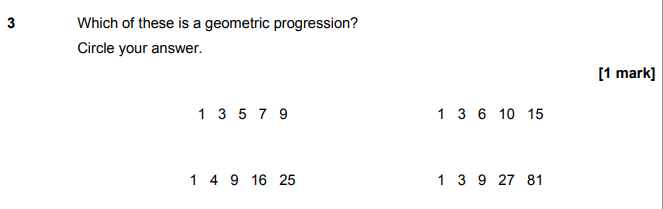 3 Which of these is a geometric progression?
Circle your answer.
[1 mark]
1 3 5 7 9 1 3 6 10 15
1 4 9 16 25 1 3 9 27 81